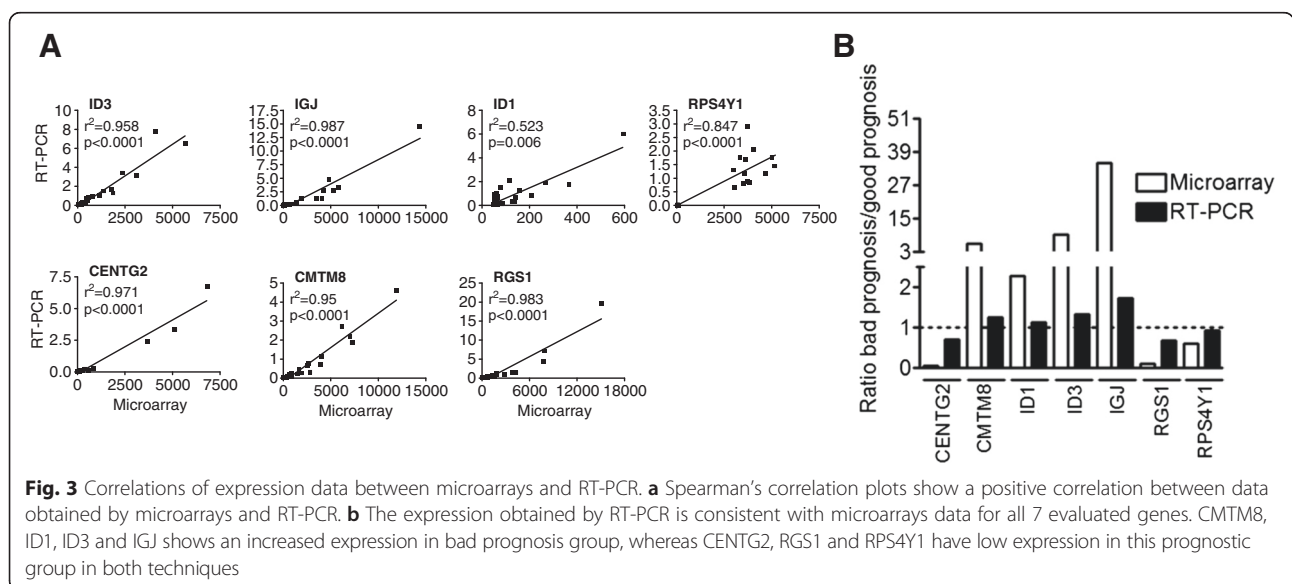 A
B
ID3
r²=0.958
p<0.0001
RT-PCR
10
8
6
4
2
0
0 2500 5000 7500
IGJ
r²=0.987
p<0.0001
17.5
15.0
12.5
10.0
7.5
5.0
2.5
0.0
0 5000 10000 15000
ID1
r²=0.523
p=0.006
10
8
6
4
2
0
0 200 400 600
RPS4Y1
r²=0.847
p<0.0001
3.5
3.0
2.5
2.0
1.5
1.0
0.5
0.0
0 2500 5000 7500
CENTG2
r²=0.971
p<0.0001
RT-PCR
7.5
5.0
2.5
0.0
0 2500 5000 7500
Microarray
CMTM8
r²=0.95
p<0.0001
5
4
3
2
1
0
0 5000 10000 15000
Microarray
RGS1
r²=0.983
p<0.0001
25
20
15
10
5
0
0 6000 12000 18000
Microarray
Ratio bad prognosis/good prognosis
51
39
27
15
3
2
1
0
Microarray
RT-PCR
CENTG2
CMTM8
ID1
ID3
IGJ
RGS1
RPS4Y1
Fig. 3 Correlations of expression data between microarrays and RT-PCR. a Spearman's correlation plots show a positive correlation between data
obtained by microarrays and RT-PCR. b The expression obtained by RT-PCR is consistent with microarrays data for all 7 evaluated genes. CMTM8,
ID1, ID3 and IGJ shows an increased expression in bad prognosis group, whereas CENTG2, RGS1 and RPS4Y1 have low expression in this prognostic
group in both techniques